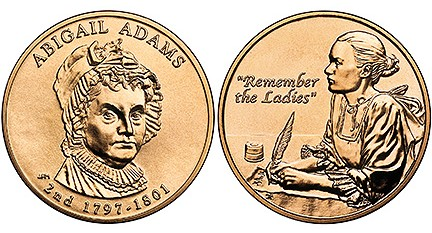 ABIGAIL ADAMS
2nd 1797-1801
"Remember
the Ladies"